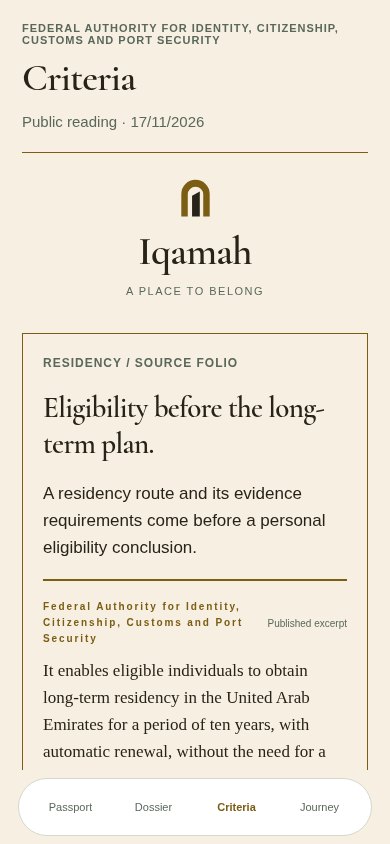 FEDERAL AUTHORITY FOR IDENTITY, CITIZENSHIP,
CUSTOMS AND PORT SECURITY
Criteria
Public reading · 17/11/2026
Iqamah
A PLACE TO BELONG
RESIDENCY / SOURCE FOLIO
Eligibility before the long-
term plan.
A residency route and its evidence
requirements come before a personal
eligibility conclusion.
Federal Authority for Identity,
Citizenship, Customs and Port
Security
Published excerpt
It enables eligible individuals to obtain
long-term residency in the United Arab
Emirates for a period of ten years, with
automatic renewal, without the need for a
Passport
Dossier
Criteria
Journey